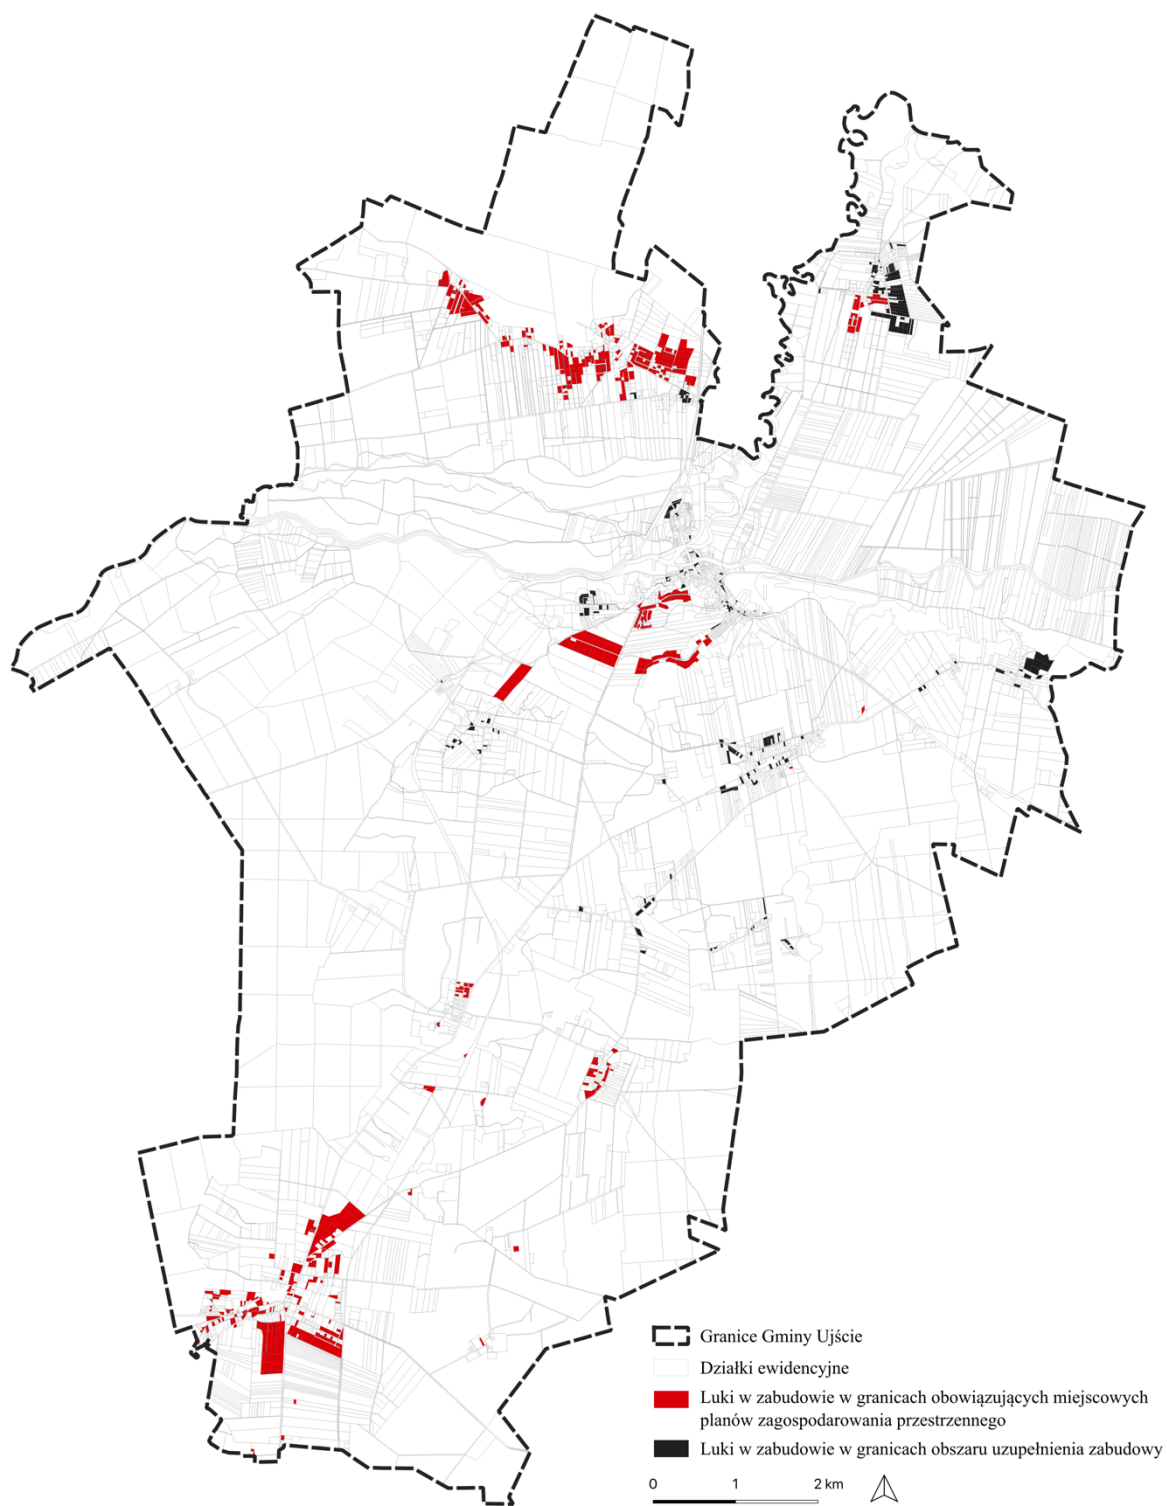 Granice Gminy Ujście
Działki ewidencyjne
Luki w zabudowie w granicach obowiązujących miejscowych
planów zagospodarowania przestrzennego
Luki w zabudowie w granicach obszaru uzupełnienia zabudowy
0 1 2 km